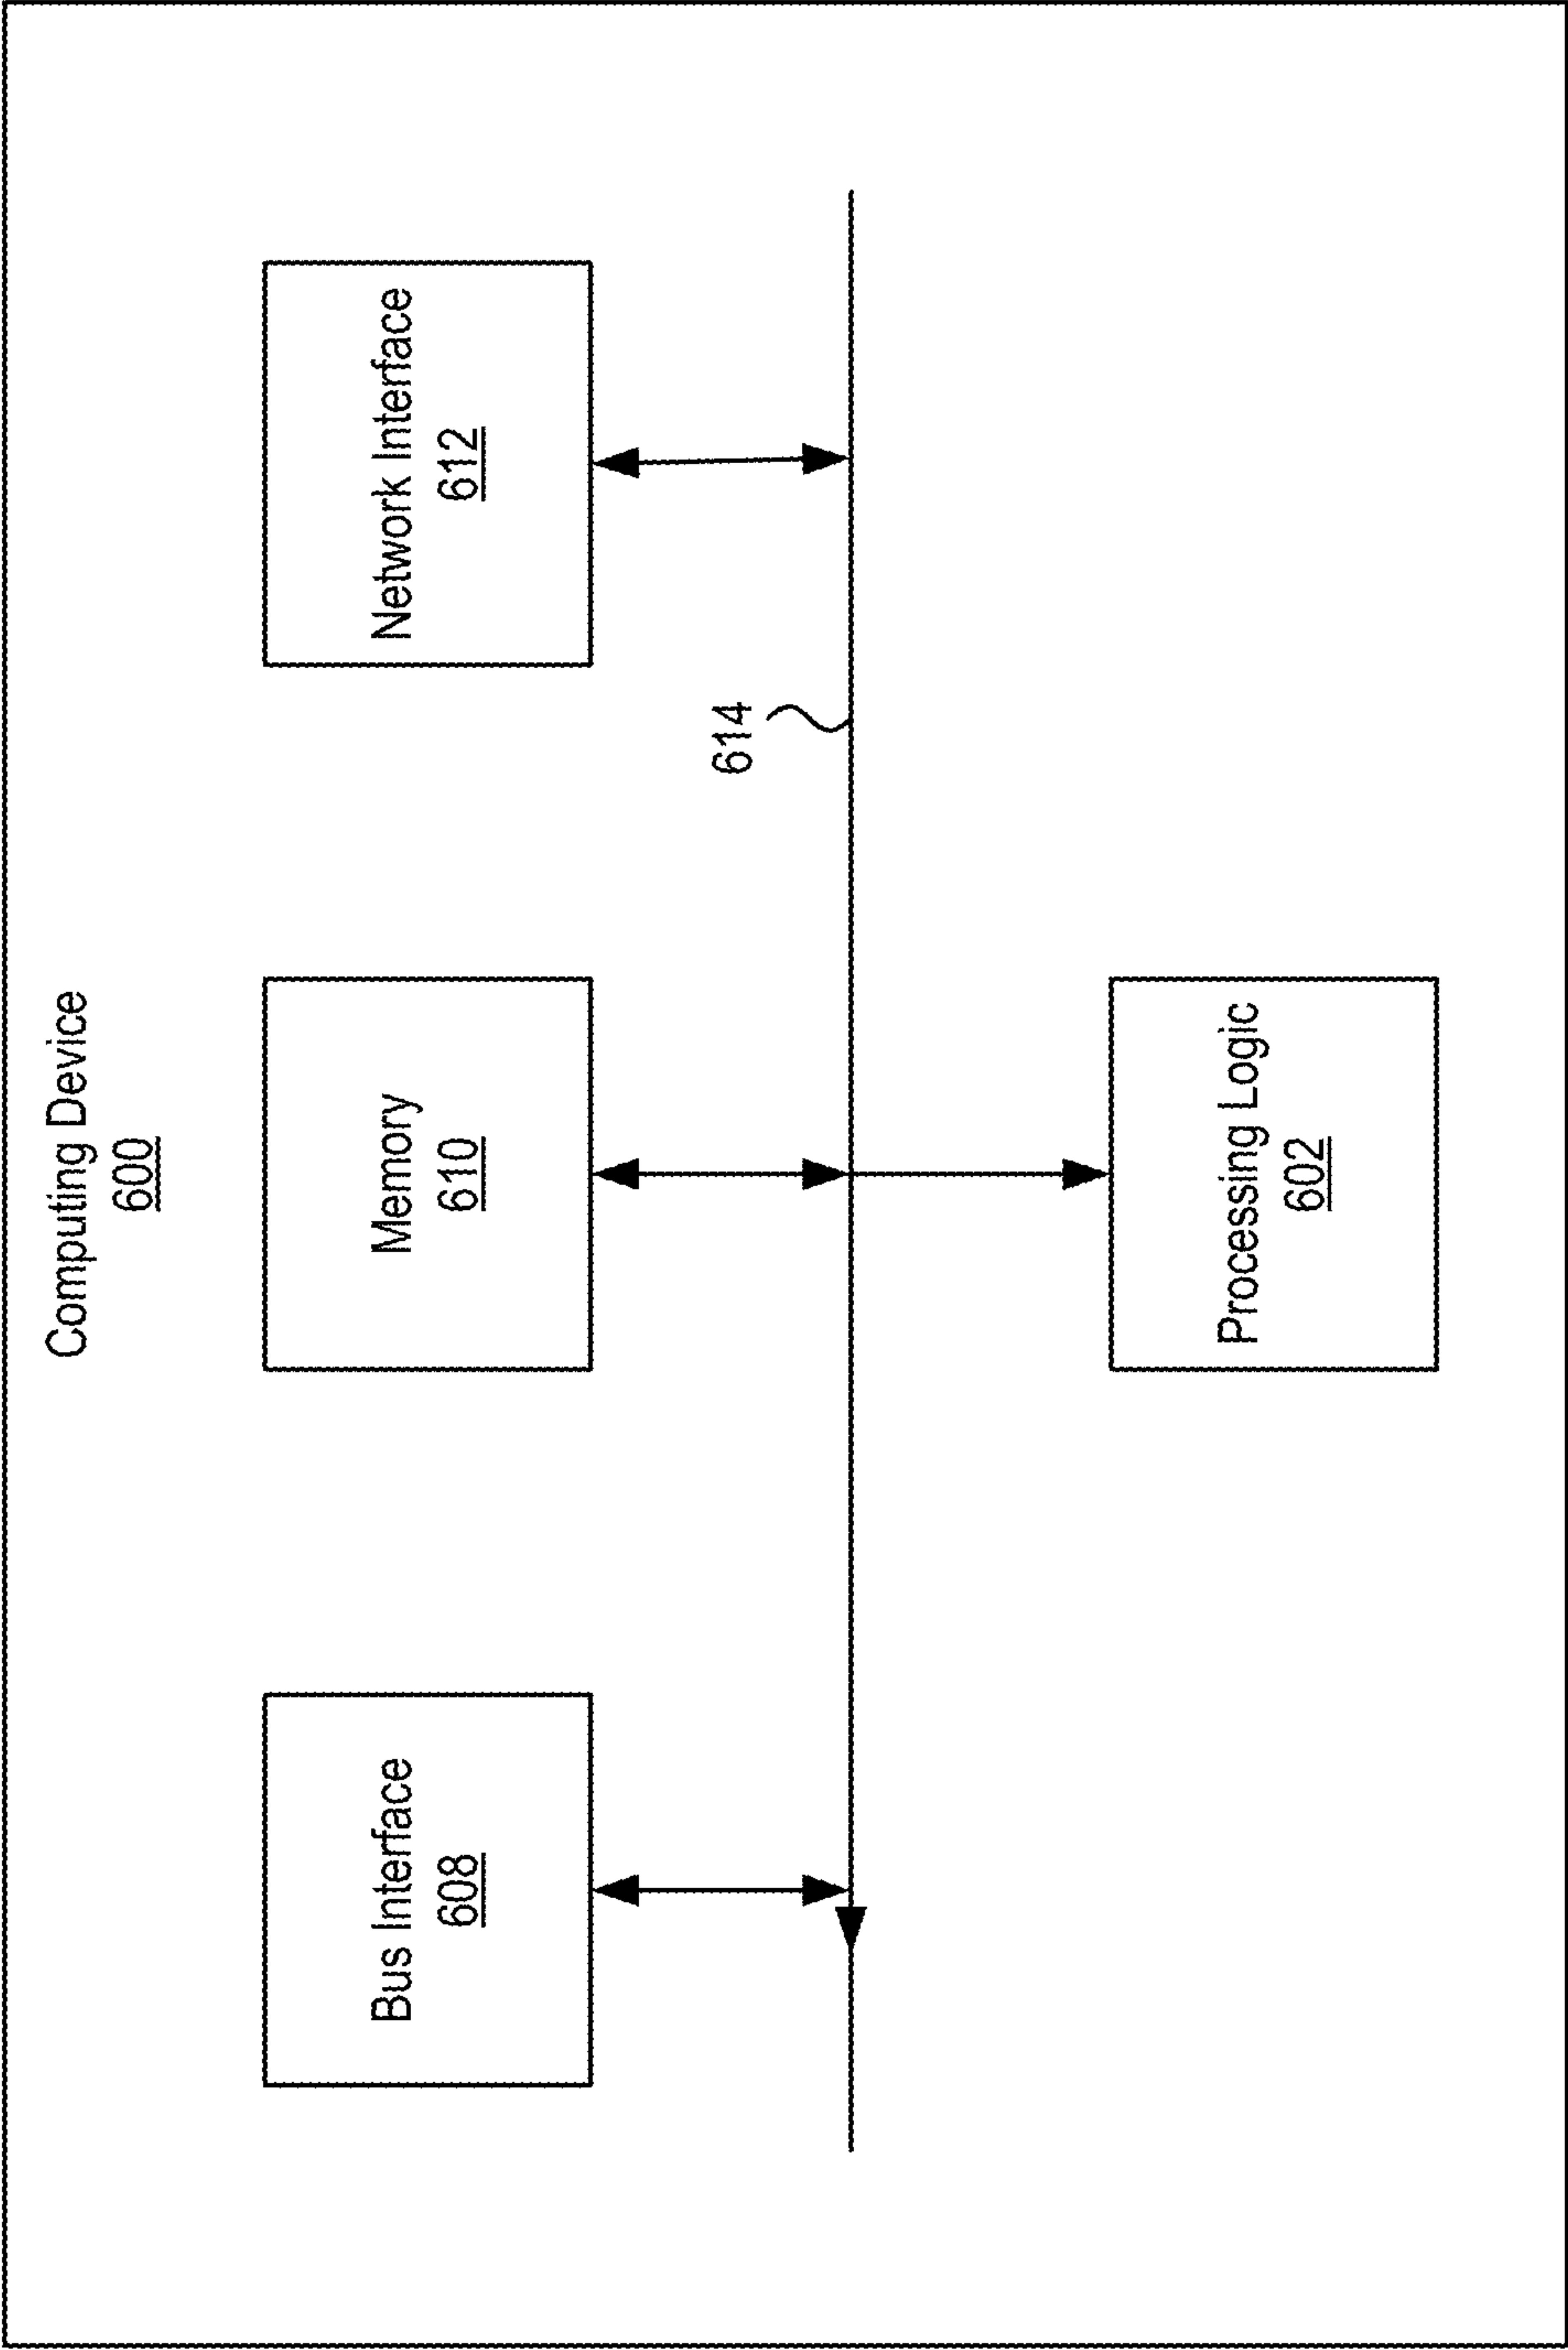 Computing Device
600
Bus Interface
608
Memory
610
Network Interface
612
614
Processing Logic
602